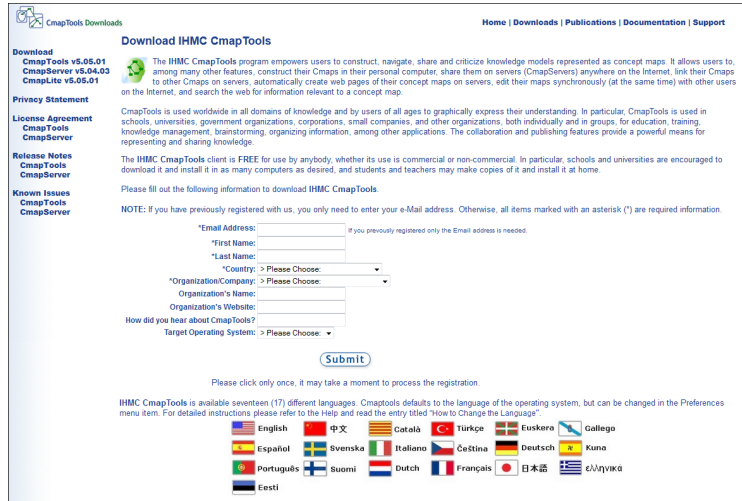 CmapTools Downloads
Home | Downloads | Publications | Documentation | Support
Download
CmapTools v5.05.01
CmapServer v5.04.03
CmapLite v5.05.01
Privacy Statement
License Agreement
CmapTools
CmapServer
Release Notes
CmapTools
CmapServer
Known Issues
CmapTools
CmapServer
Download IHMC CmapTools
The IHMC CmapTools program empowers users to construct, navigate, share and criticize knowledge models represented as concept maps. It allows users to,
among many other features, construct their Cmaps in their personal computer, share them on servers (CmapServers) anywhere on the Internet, link their Cmaps
to other Cmaps on servers, automatically create web pages of their concept maps on servers, edit their maps synchronously (at the same time) with other users
on the Internet, and search the web for information relevant to a concept map.
CmapTools is used worldwide in all domains of knowledge and by users of all ages to graphically express their understanding. In particular, CmapTools is used in
schools, universities, government organizations, corporations, small companies, and other organizations, both individually and in groups, for education, training,
knowledge management, brainstorming, organizing information, among other applications. The collaboration and publishing features provide a powerful means for
representing and sharing knowledge.
The IHMC CmapTools client is FREE for use by anybody, whether its use is commercial or non-commercial. In particular, schools and universities are encouraged to
download it and install it in as many computers as desired, and students and teachers may make copies of it and install it at home.
Please fill out the following information to download IHMC CmapTools.
NOTE: If you have previously registered with us, you only need to enter your e-Mail address. Otherwise, all items marked with an asterisk (*) are required information.
*Email Address: If you prevously registered only the Email address is needed.
*First Name:
*Last Name:
*Country: > Please Choose:
*Organization/Company: > Please Choose:
Organization's Name:
Organization's Website:
How did you hear about CmapTools?
Target Operating System: > Please Choose:
Submit
Please click only once, it may take a moment to process the registration.
IHMC CmapTools is available seventeen (17) different languages. Cmaptools defaults to the language of the operating system, but can be changed in the Preferences
menu item. For detailed instructions please refer to the Help and read the entry titled "How to Change the Language".
English 中文 Català Türkçe Euskera Gallego
Español Svenska Italiano Čeština Deutsch Kuna
Português Suomi Dutch Français 日本語 ελληνικά
Eesti